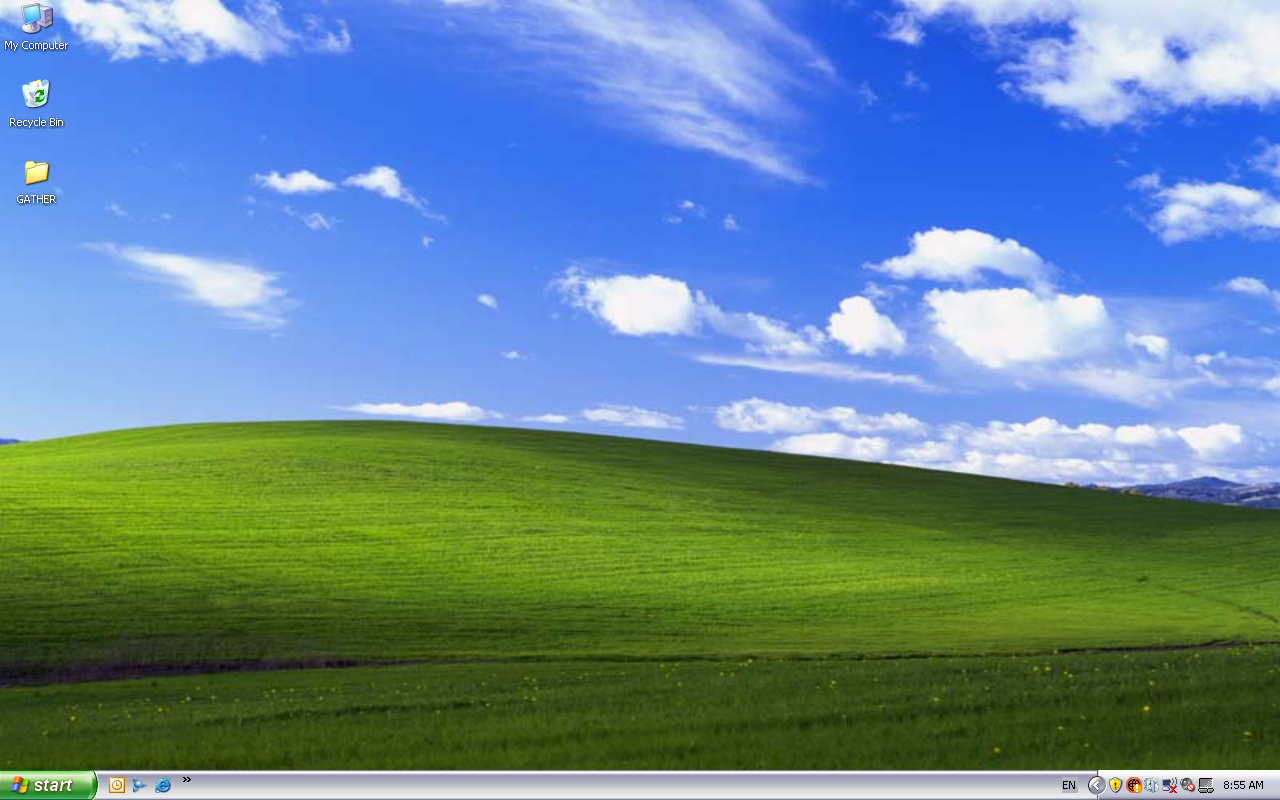 My Computer
Recycle Bin
GATHER
start
»
EN
8:55 AM